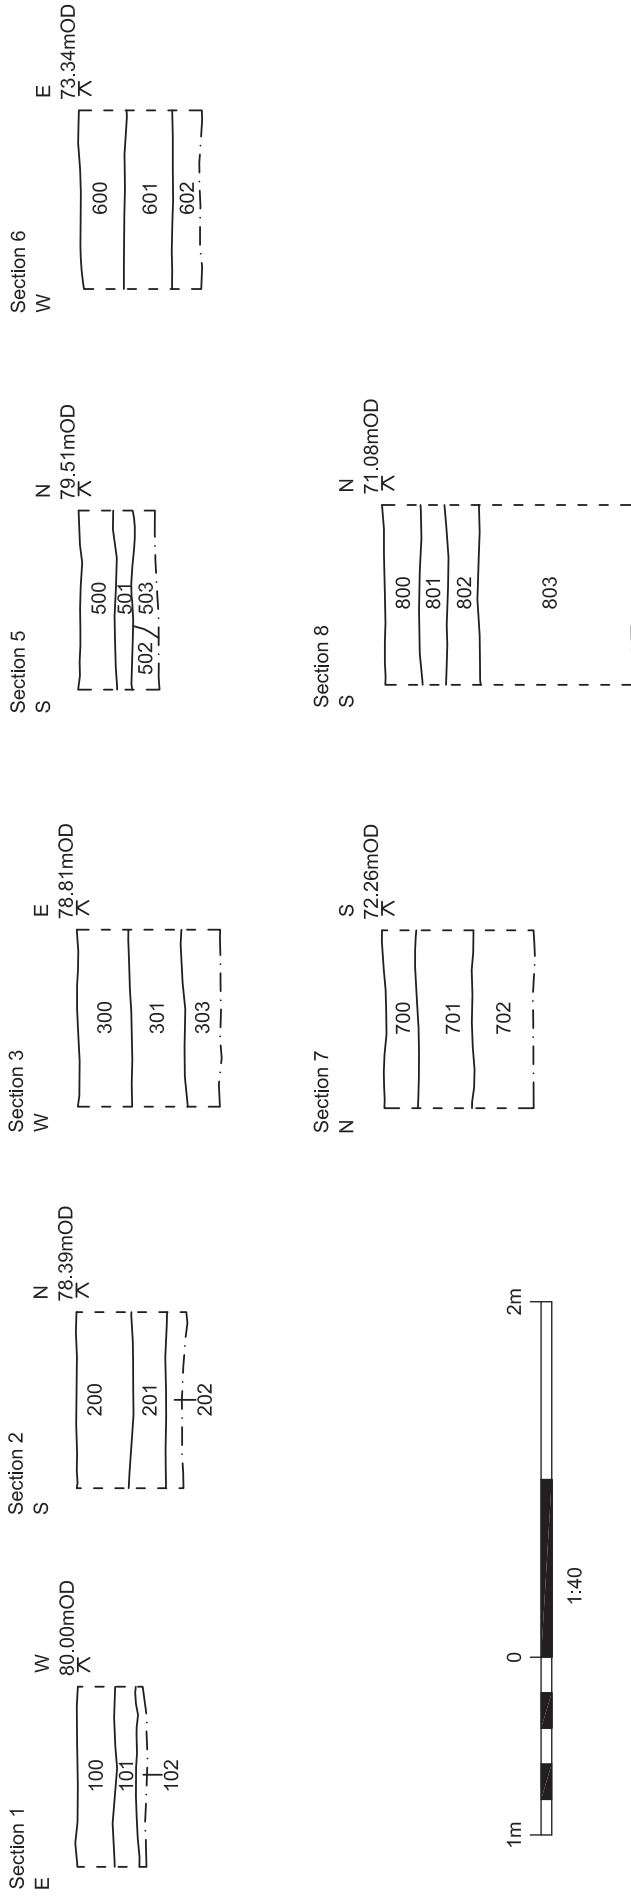 Section 1
E W
80.00mOD
100
101
102
Section 2
S N
78.39mOD
200
201
202
Section 3
W E
78.81mOD
300
301
303
Section 5
S N
79.51mOD
500
501
502 503
Section 6
W E
73.34mOD
600
601
602
Section 7
N S
72.26mOD
700
701
702
Section 8
S N
71.08mOD
800
801
802
803
1m 0 2m
1:40